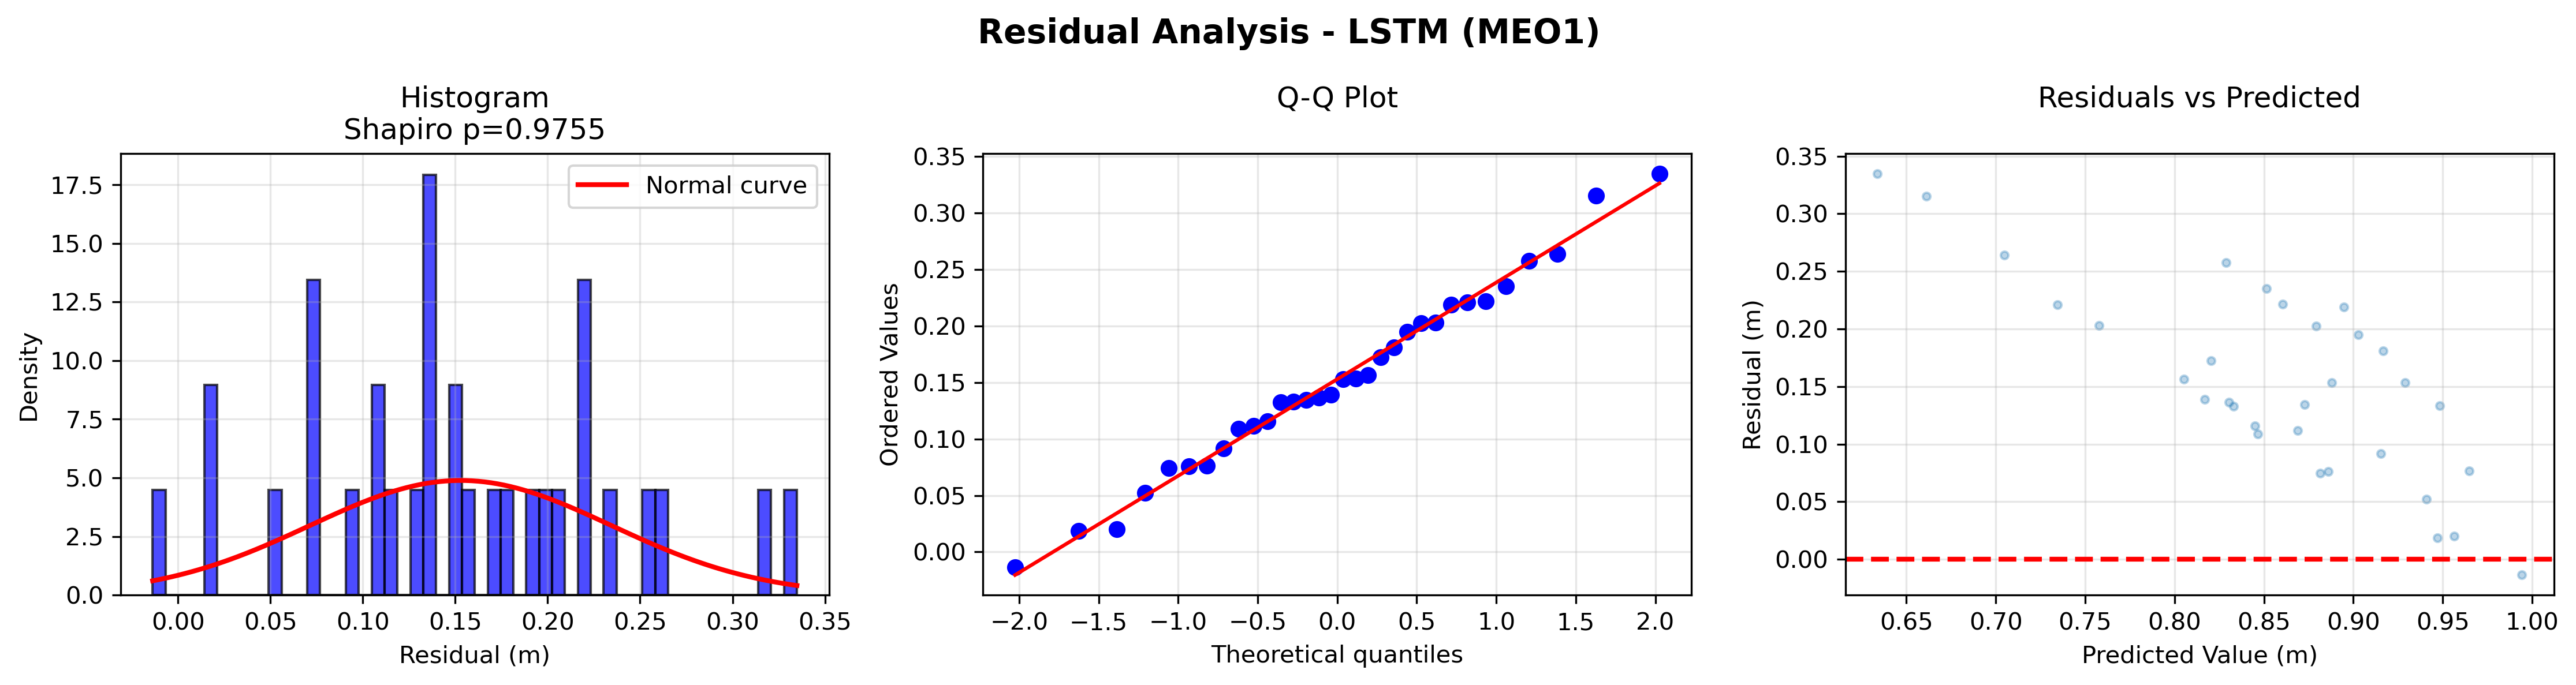 Residual Analysis - LSTM (MEO1)
Histogram
Shapiro p=0.9755
Normal curve
17.5
15.0
12.5
10.0
7.5
5.0
2.5
0.0
Density
0.00 0.05 0.10 0.15 0.20 0.25 0.30 0.35
Residual (m)
Q-Q Plot
0.35
0.30
0.25
0.20
0.15
0.10
0.05
0.00
Ordered Values
−2.0 −1.5 −1.0 −0.5 0.0 0.5 1.0 1.5 2.0
Theoretical quantiles
Residuals vs Predicted
0.35
0.30
0.25
0.20
0.15
0.10
0.05
0.00
Residual (m)
0.65 0.70 0.75 0.80 0.85 0.90 0.95 1.00
Predicted Value (m)